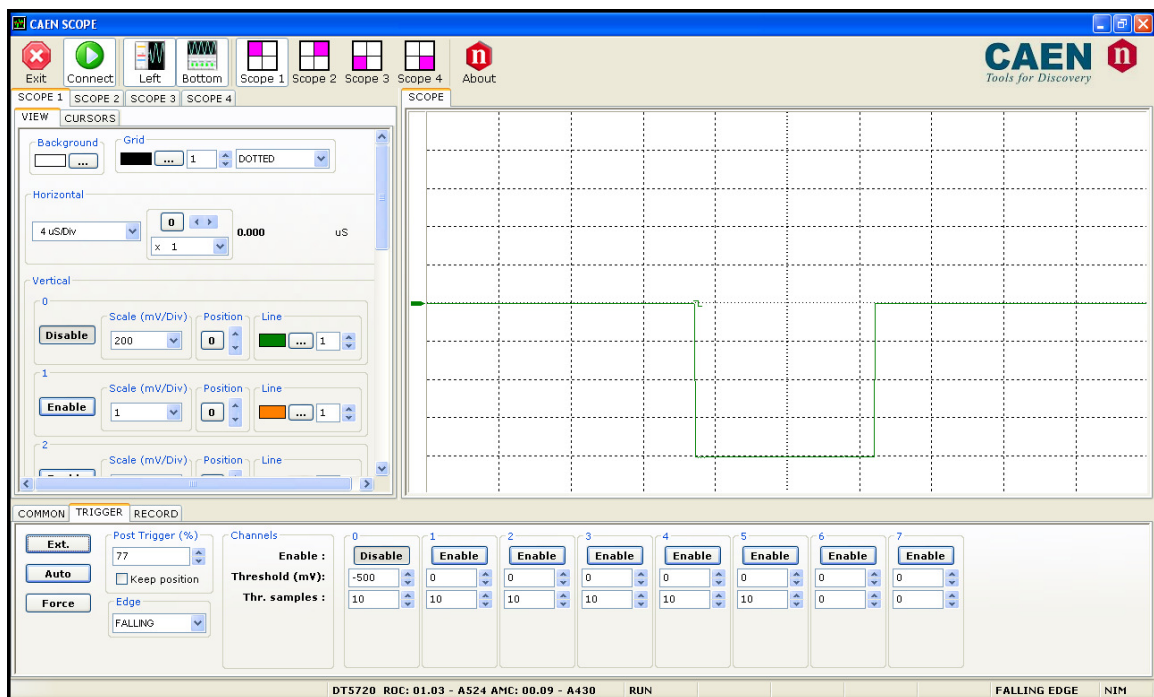 CAEN SCOPE
Exit Connect Left Bottom Scope 1 Scope 2 Scope 3 Scope 4 About
CAEN n
Tools for Discovery
SCOPE 1 SCOPE 2 SCOPE 3 SCOPE 4
SCOPE
VIEW CURSORS
Background Grid
... ... 1 DOTTED
Horizontal
4 uS/Div 0 0.000 uS
x 1
Vertical
0
Scale (mV/Div) Position Line
Disable 200 0 ... 1
1
Scale (mV/Div) Position Line
Enable 1 0 ... 1
2
Scale (mV/Div) Position Line
COMMON TRIGGER RECORD
Ext. Auto Force
Post Trigger (%)
77
Keep position
Edge
FALLING
Channels 0 1 2 3 4 5 6 7
Enable : Disable Enable Enable Enable Enable Enable Enable Enable
Threshold (mV): -500 0 0 0 0 0 0 0
Thr. samples : 10 10 10 10 10 10 0 0
DT5720 ROC: 01.03 - A524 AMC: 00.09 - A430 RUN FALLING EDGE NIM